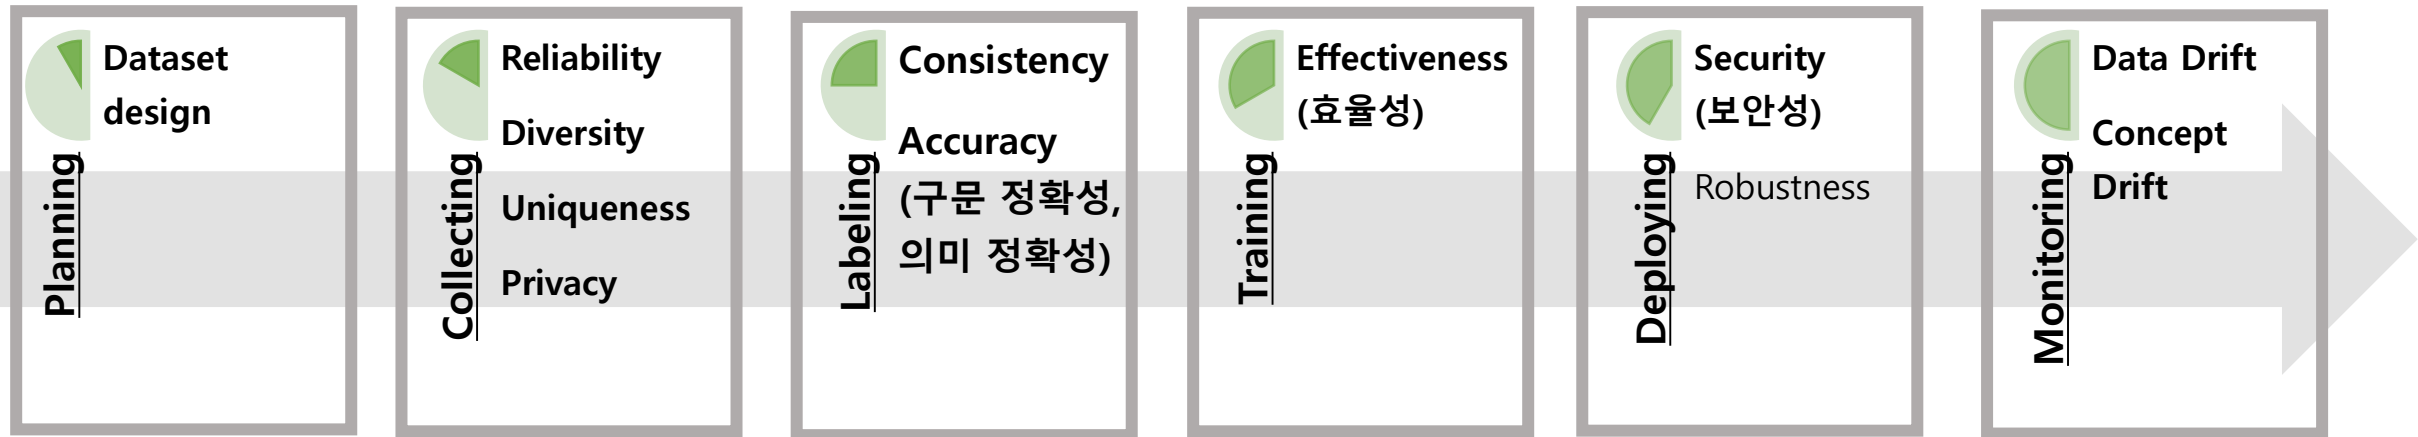 Planning
Dataset
design
Collecting
Reliability
Diversity
Uniqueness
Privacy
Labeling
Consistency
Accuracy
(구문 정확성,
의미 정확성)
Training
Effectiveness
(효율성)
Deploying
Security
(보안성)
Robustness
Monitoring
Data Drift
Concept
Drift